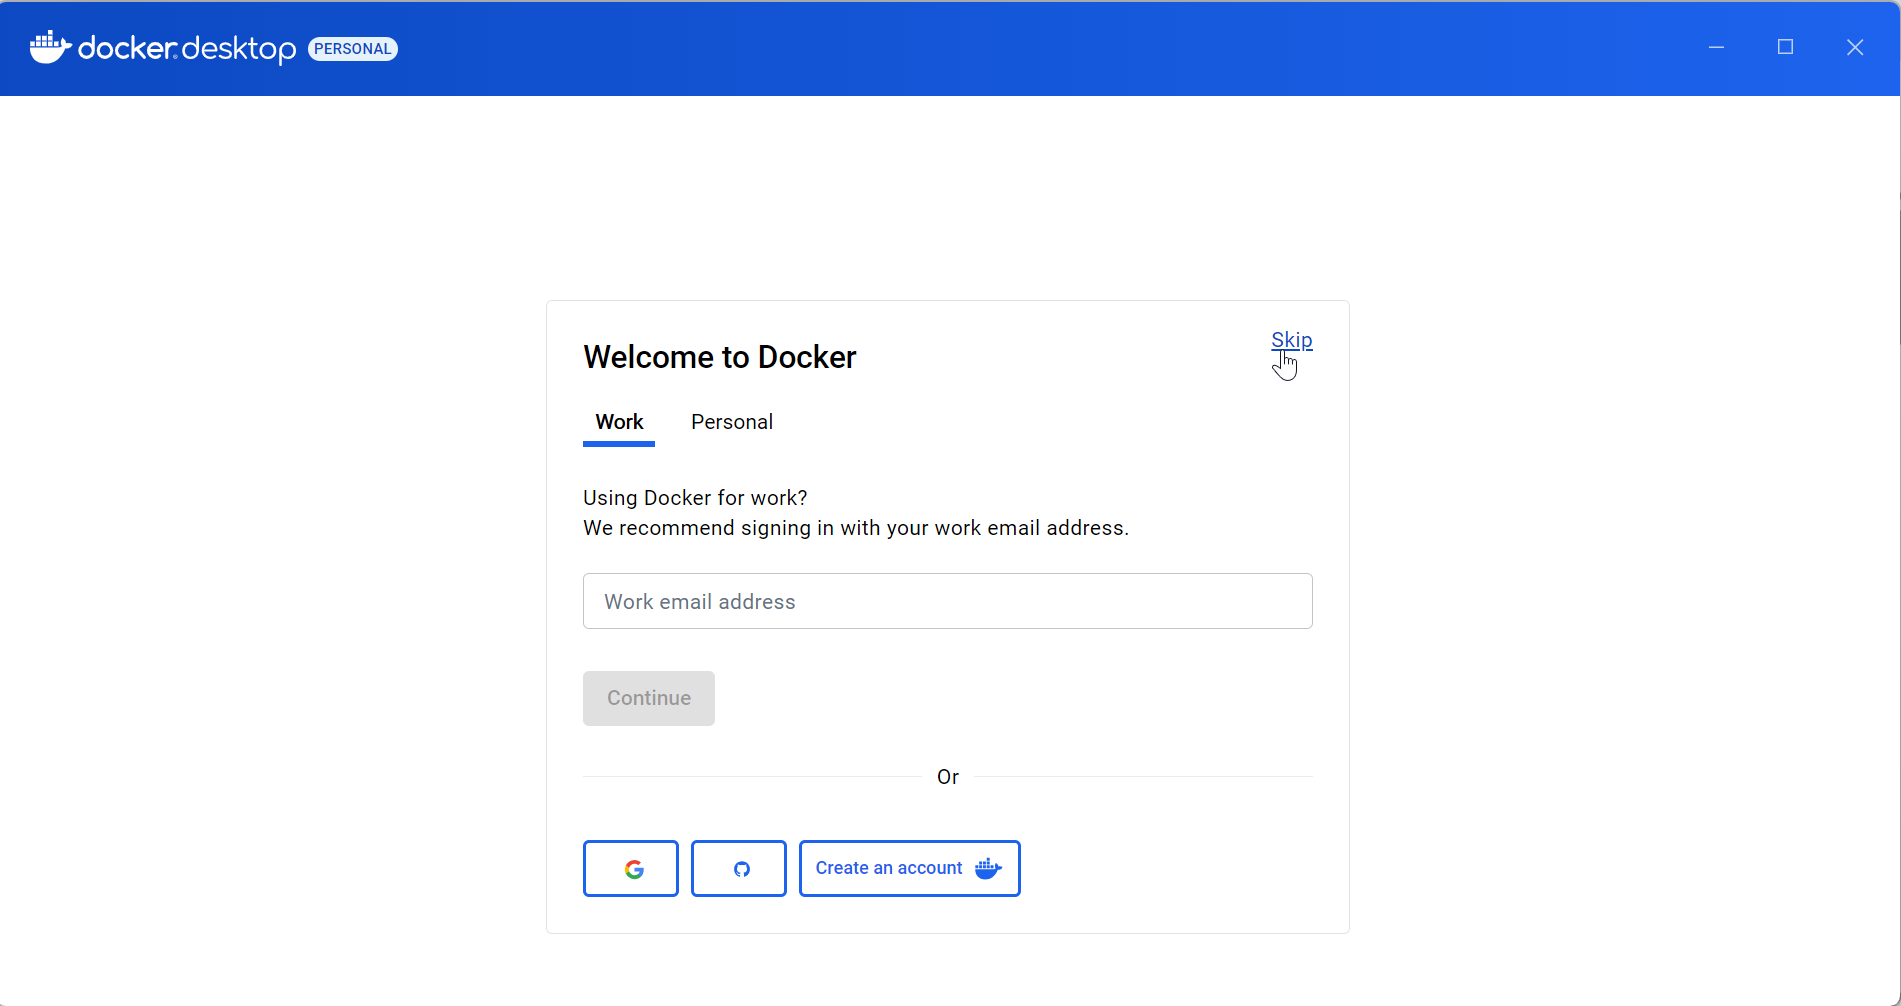 docker desktop PERSONAL
Skip
Welcome to Docker
Work Personal
Using Docker for work?
We recommend signing in with your work email address.
Work email address
Continue
Or
Create an account